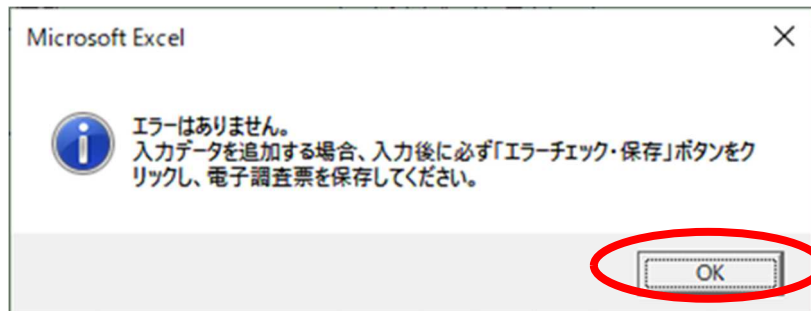 Microsoft Excel
エラーはありません。
入力データを追加する場合、入力後に必ず「エラーチェック・保存」ボタンをク
リックし、電子調査票を保存してください。
OK